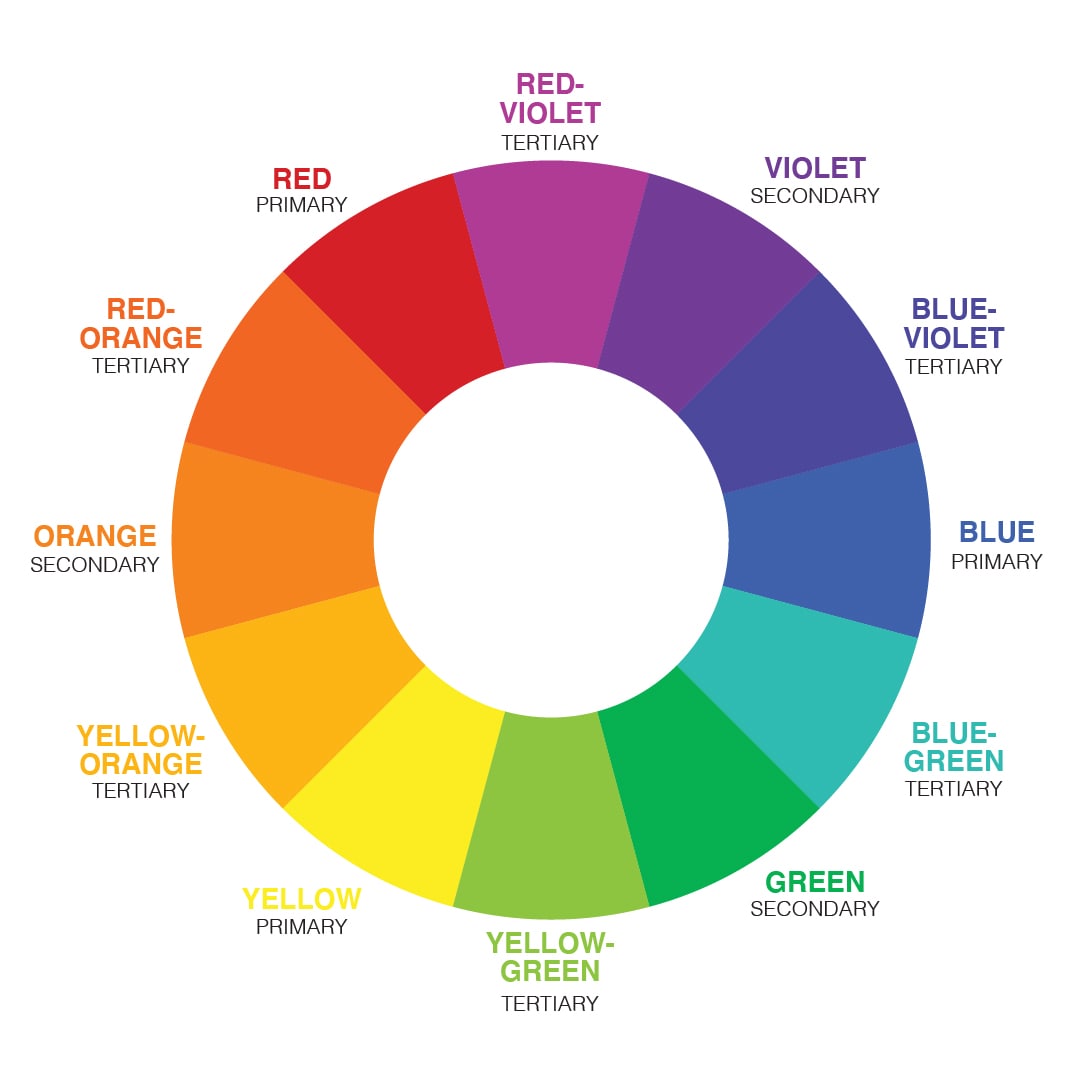 RED-
VIOLET
TERTIARY
VIOLET
SECONDARY
BLUE-
VIOLET
TERTIARY
BLUE
PRIMARY
BLUE-
GREEN
TERTIARY
GREEN
SECONDARY
YELLOW-
GREEN
TERTIARY
YELLOW
PRIMARY
YELLOW-
ORANGE
TERTIARY
ORANGE
SECONDARY
RED-
ORANGE
TERTIARY
RED
PRIMARY